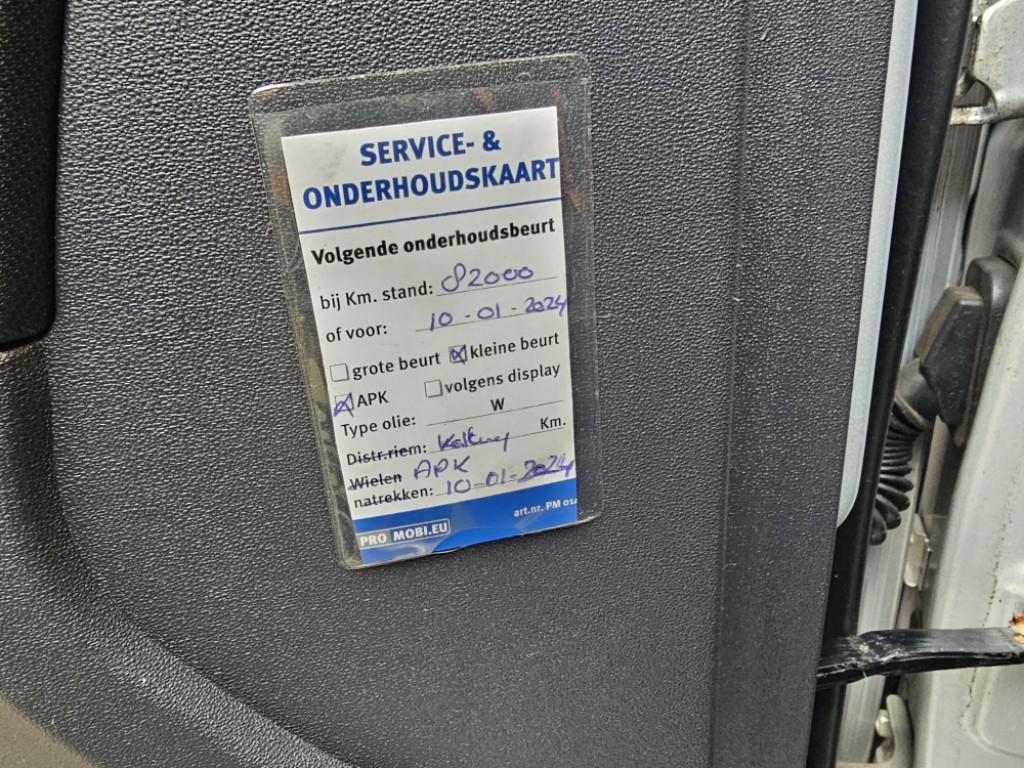 SERVICE- &
ONDERHOUDSKAART
Volgende onderhoudsbeurt
bij Km. stand: 82000
of voor: 10-01-2024
grote beurt kleine beurt
APK volgens display
Type olie: W
Distr.riem: Km.
Wielen APK
natrekken: 10-01-2024
PRO MOBI.EU art.nr. PM